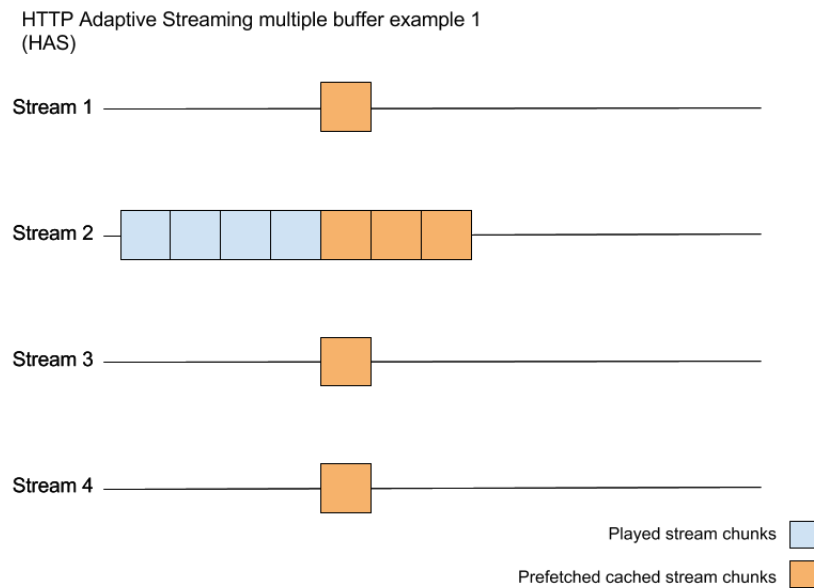 HTTP Adaptive Streaming multiple buffer example 1
(HAS)
Stream 1
Stream 2
Stream 3
Stream 4
Played stream chunks
Prefetched cached stream chunks